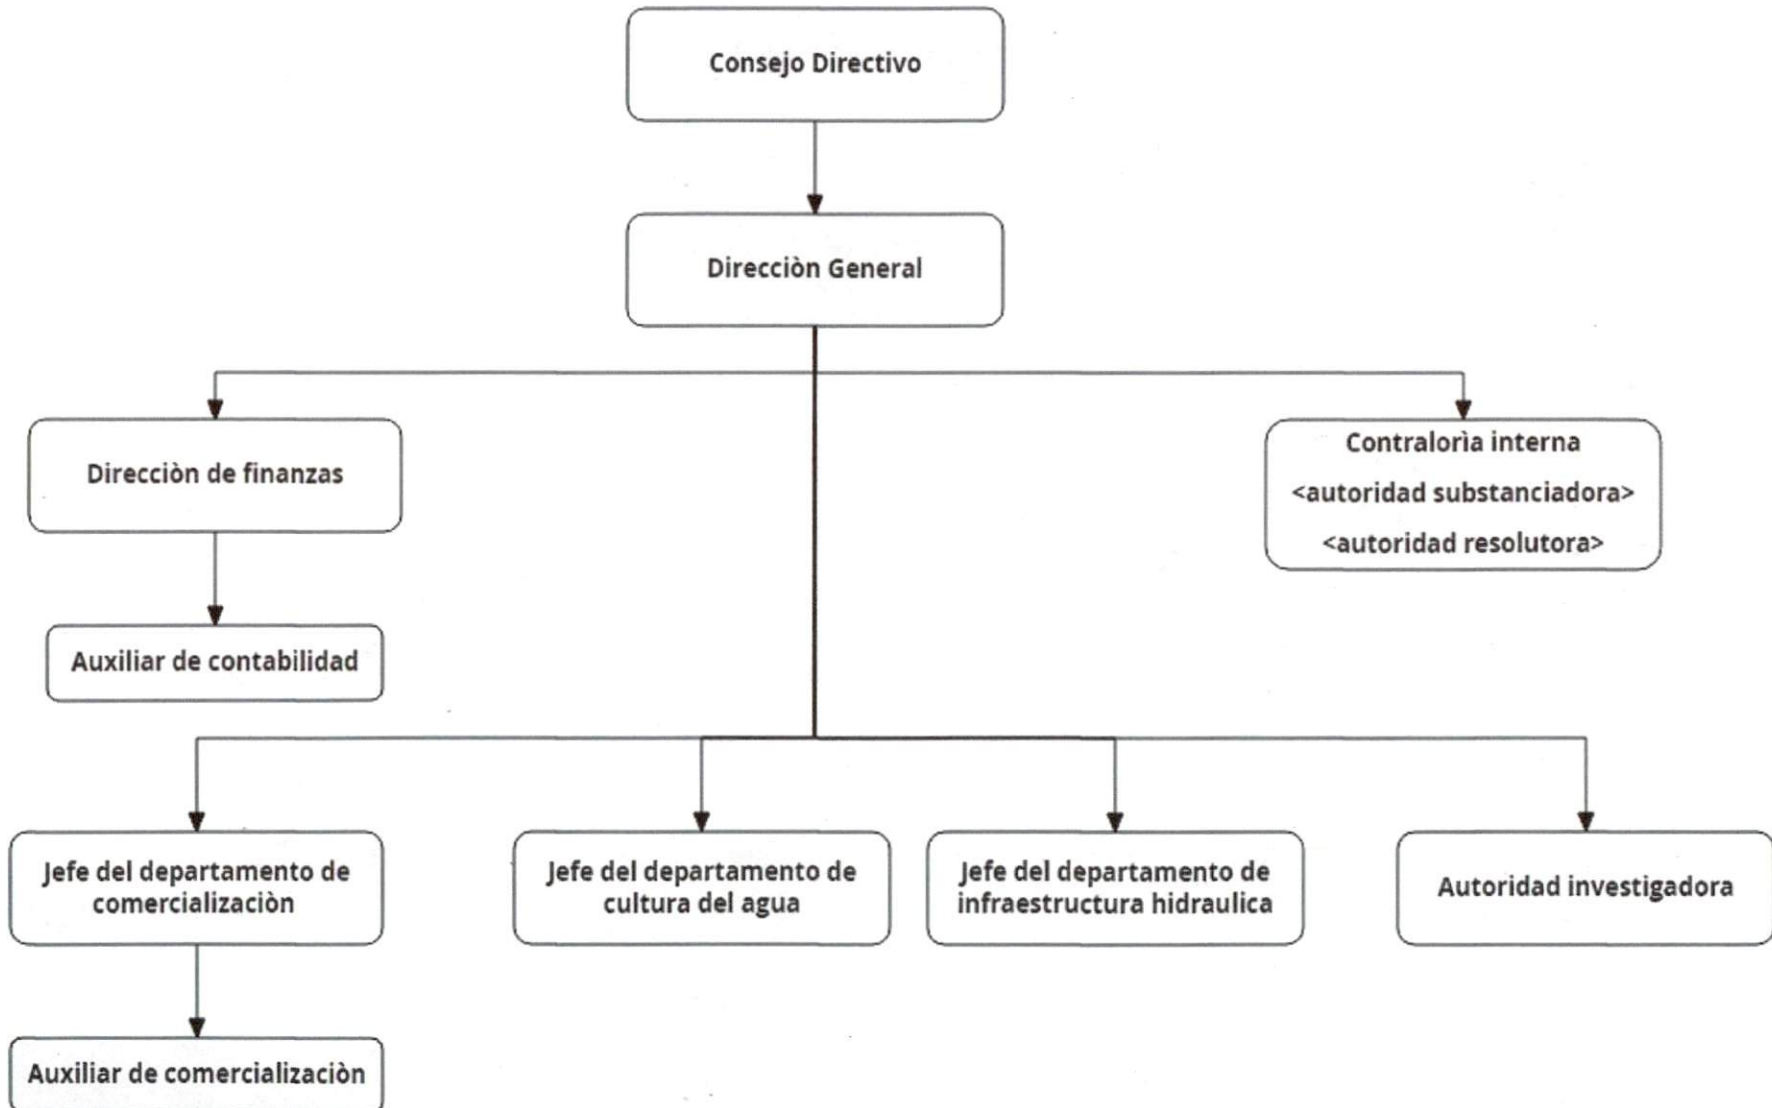 Consejo Directivo
Direcciòn General
Direcciòn de finanzas
Contralorìa interna
<autoridad substanciadora>
<autoridad resolutora>
Auxiliar de contabilidad
Jefe del departamento de
comercializaciòn
Jefe del departamento de
cultura del agua
Jefe del departamento de
infraestructura hidraulica
Autoridad investigadora
Auxiliar de comercializaciòn